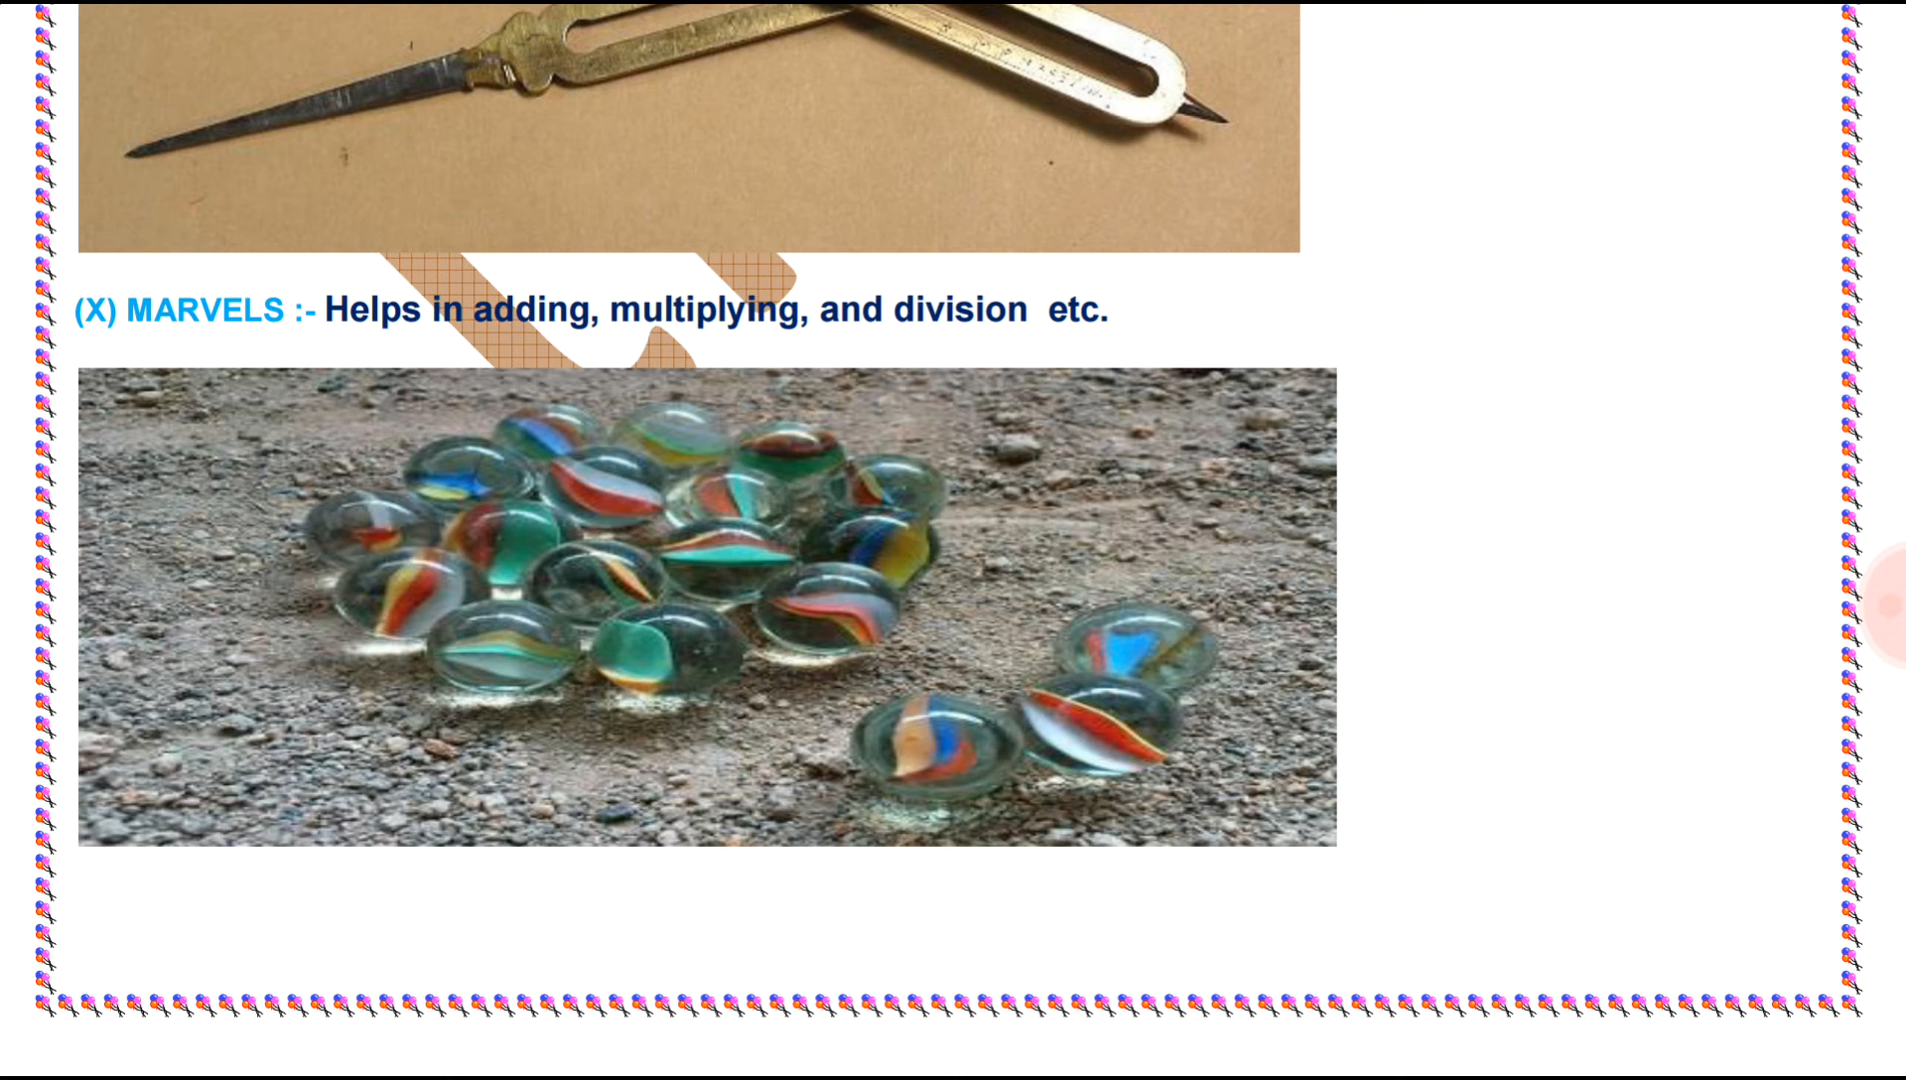 (X) MARVELS :- Helps in adding, multiplying, and division etc.